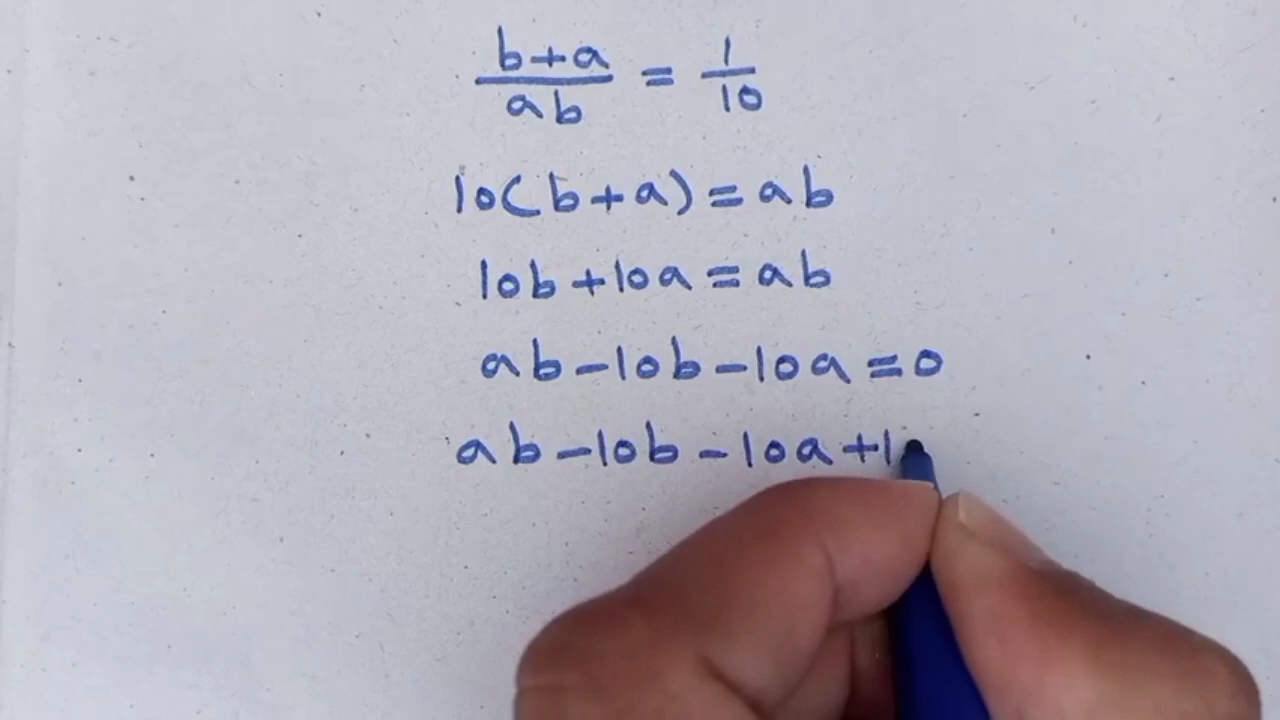 b+a/ab = 1/10
10(b+a)=ab
10b+10a=ab
ab-10b-10a=0
ab-10b-10a+1